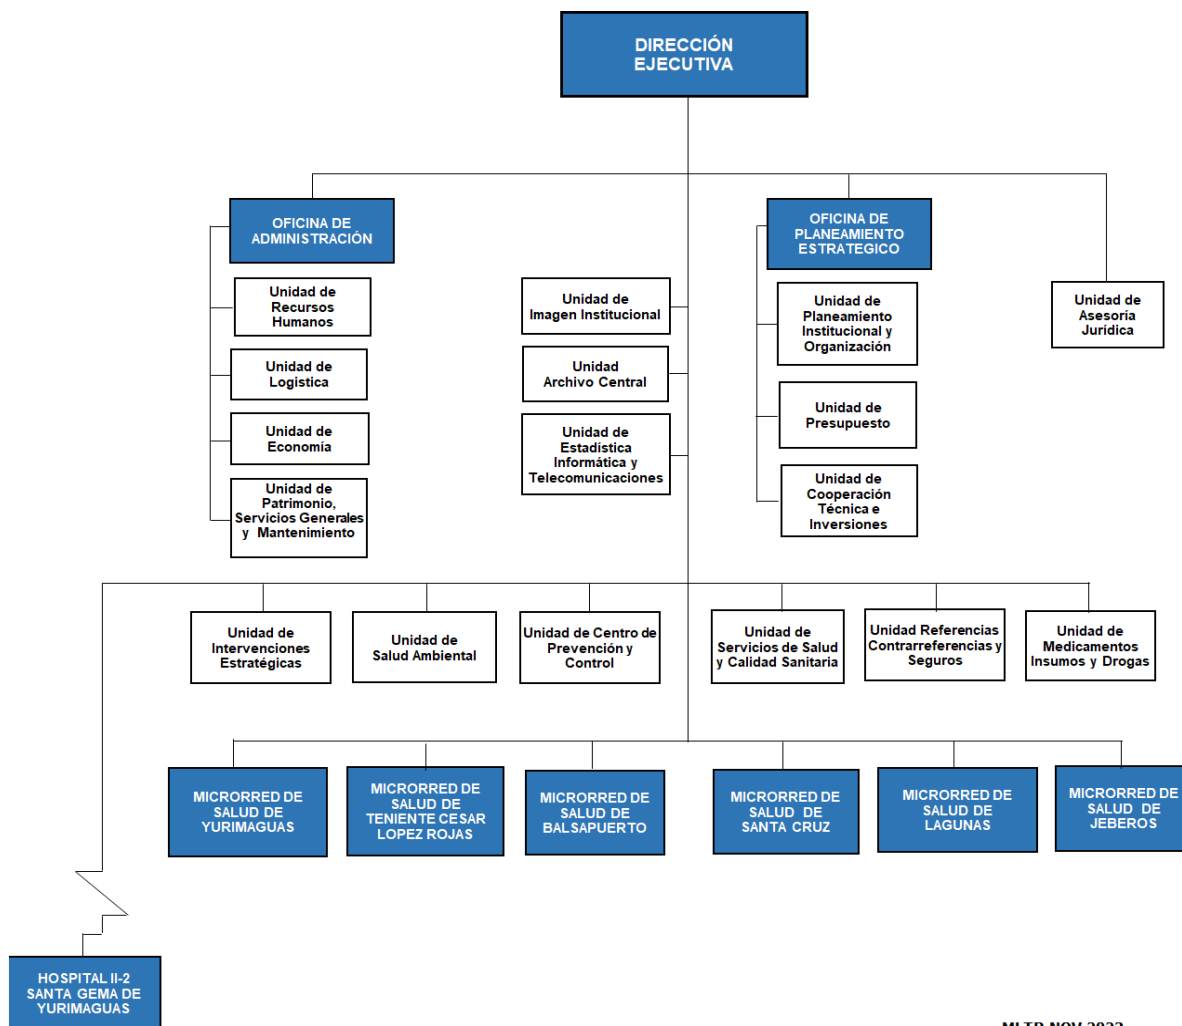 DIRECCIÓN
EJECUTIVA
OFICINA DE
ADMINISTRACIÓN
Unidad de
Recursos
Humanos
Unidad de
Logistica
Unidad de
Economía
Unidad de
Patrimonio,
Servicios Generales
y Mantenimiento
Unidad de
Imagen Institucional
Unidad
Archivo Central
Unidad de
Estadística
Informática y
Telecomunicaciones
OFICINA DE
PLANEAMIENTO
ESTRATEGICO
Unidad de
Planeamiento
Institucional y
Organización
Unidad de
Presupuesto
Unidad de
Cooperación
Técnica e
Inversiones
Unidad de
Asesoría
Jurídica
Unidad de
Intervenciones
Estratégicas
Unidad de
Salud Ambiental
Unidad de Centro de
Prevención y
Control
Unidad de
Servicios de Salud
y Calidad Sanitaria
Unidad Referencias
Contrarreferencias y
Seguros
Unidad de
Medicamentos
Insumos y Drogas
MICRORRED DE
SALUD DE
YURIMAGUAS
MICRORRED DE
SALUD DE
TENIENTE CESAR
LOPEZ ROJAS
MICRORRED DE
SALUD DE
BALSAPUERTO
MICRORRED DE
SALUD DE
SANTA CRUZ
MICRORRED DE
SALUD DE
LAGUNAS
MICRORRED DE
SALUD DE
JEBEROS
HOSPITAL II-2
SANTA GEMA DE
YURIMAGUAS